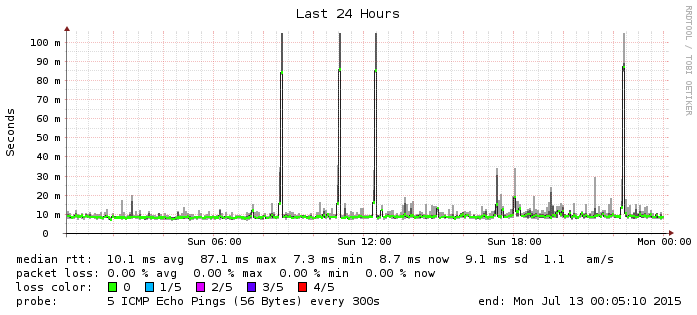 Last 24 Hours
RRDTOOL / TOBI OETIKER
Seconds
100 m
90 m
80 m
70 m
60 m
50 m
40 m
30 m
20 m
10 m
0
Sun 06:00 Sun 12:00 Sun 18:00 Mon 00:00
median rtt: 10.1 ms avg 87.1 ms max 7.3 ms min 8.7 ms now 9.1 ms sd 1.1 am/s
packet loss: 0.00 % avg 0.00 % max 0.00 % min 0.00 % now
loss color: 0 1/5 2/5 3/5 4/5
probe: 5 ICMP Echo Pings (56 Bytes) every 300s end: Mon Jul 13 00:05:10 2015